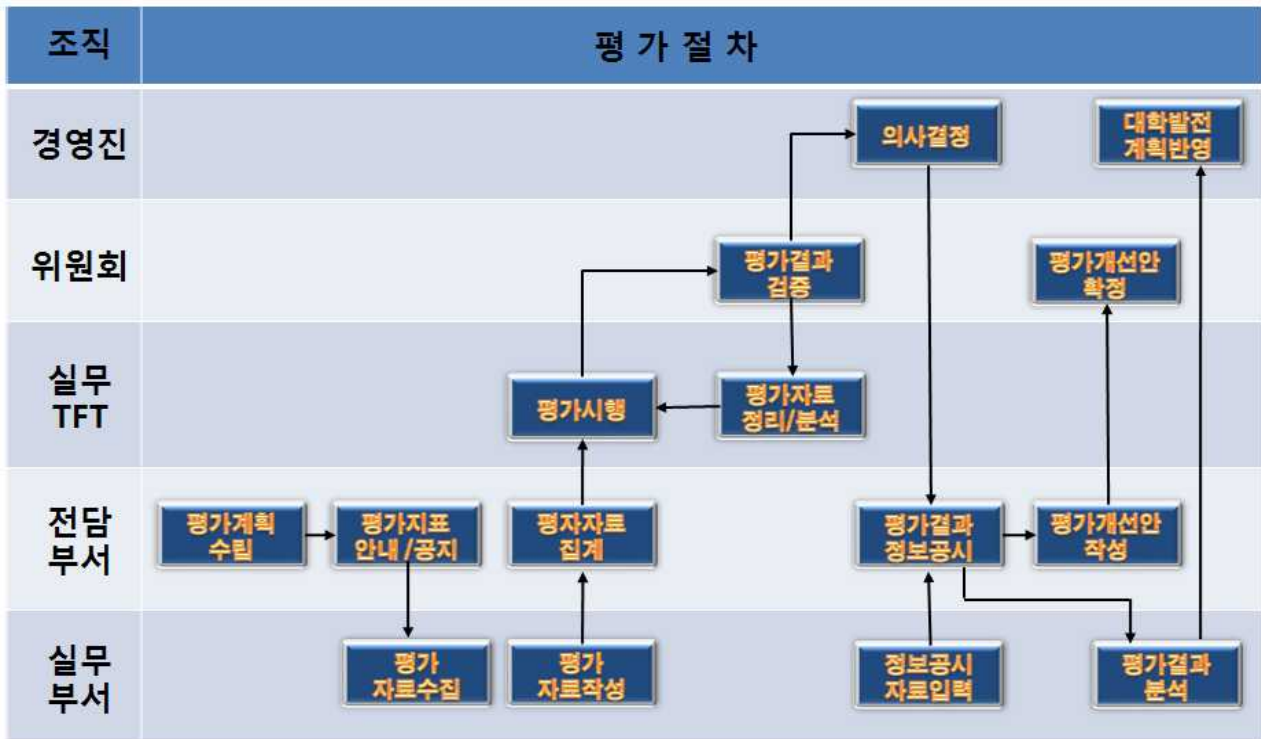 조직
평 가 절 차
경영진
의사결정
대학발전
계획반영
위원회
평가결과
검증
평가개선안
확정
실무
TFT
평가시행
평가자료
정리/분석
전담
부서
평가계획
수립
평가지표
안내/공지
평자자료
집계
평가결과
정보공시
평가개선안
작성
실무
부서
평가
자료수집
평가
자료작성
정보공시
자료입력
평가결과
분석